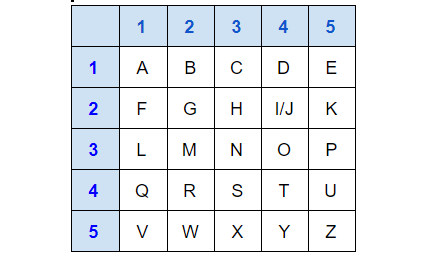 1 2 3 4 5
1 A B C D E
2 F G H I/J K
3 L M N O P
4 Q R S T U
5 V W X Y Z